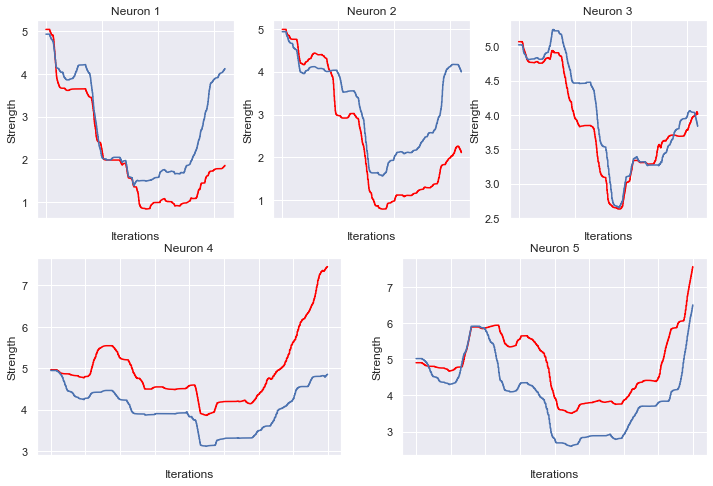 Neuron 1
Strength
5
4
3
2
1
Iterations
Neuron 2
Strength
5
4
3
2
1
Iterations
Neuron 3
Strength
5.0
4.5
4.0
3.5
3.0
2.5
Iterations
Neuron 4
Strength
7
6
5
4
3
Iterations
Neuron 5
Strength
7
6
5
4
3
Iterations